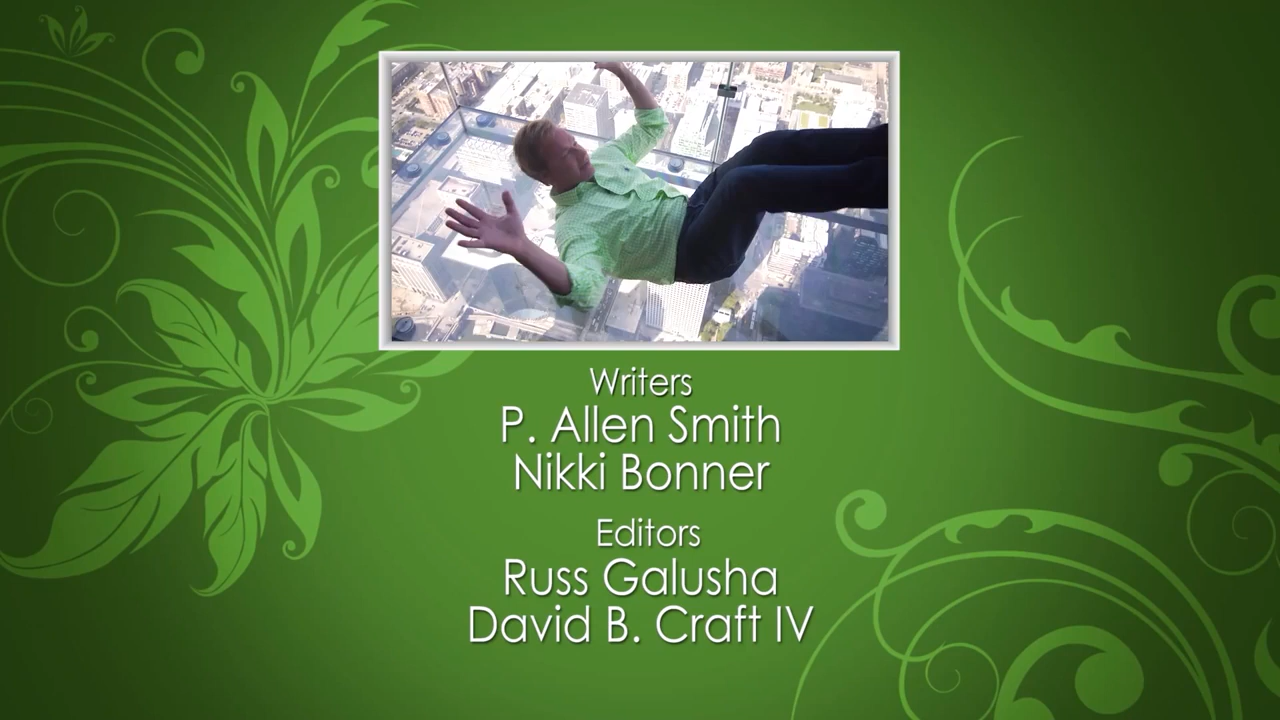 Writers
P. Allen Smith
Nikki Bonner
Editors
Russ Galusha
David B. Craft IV